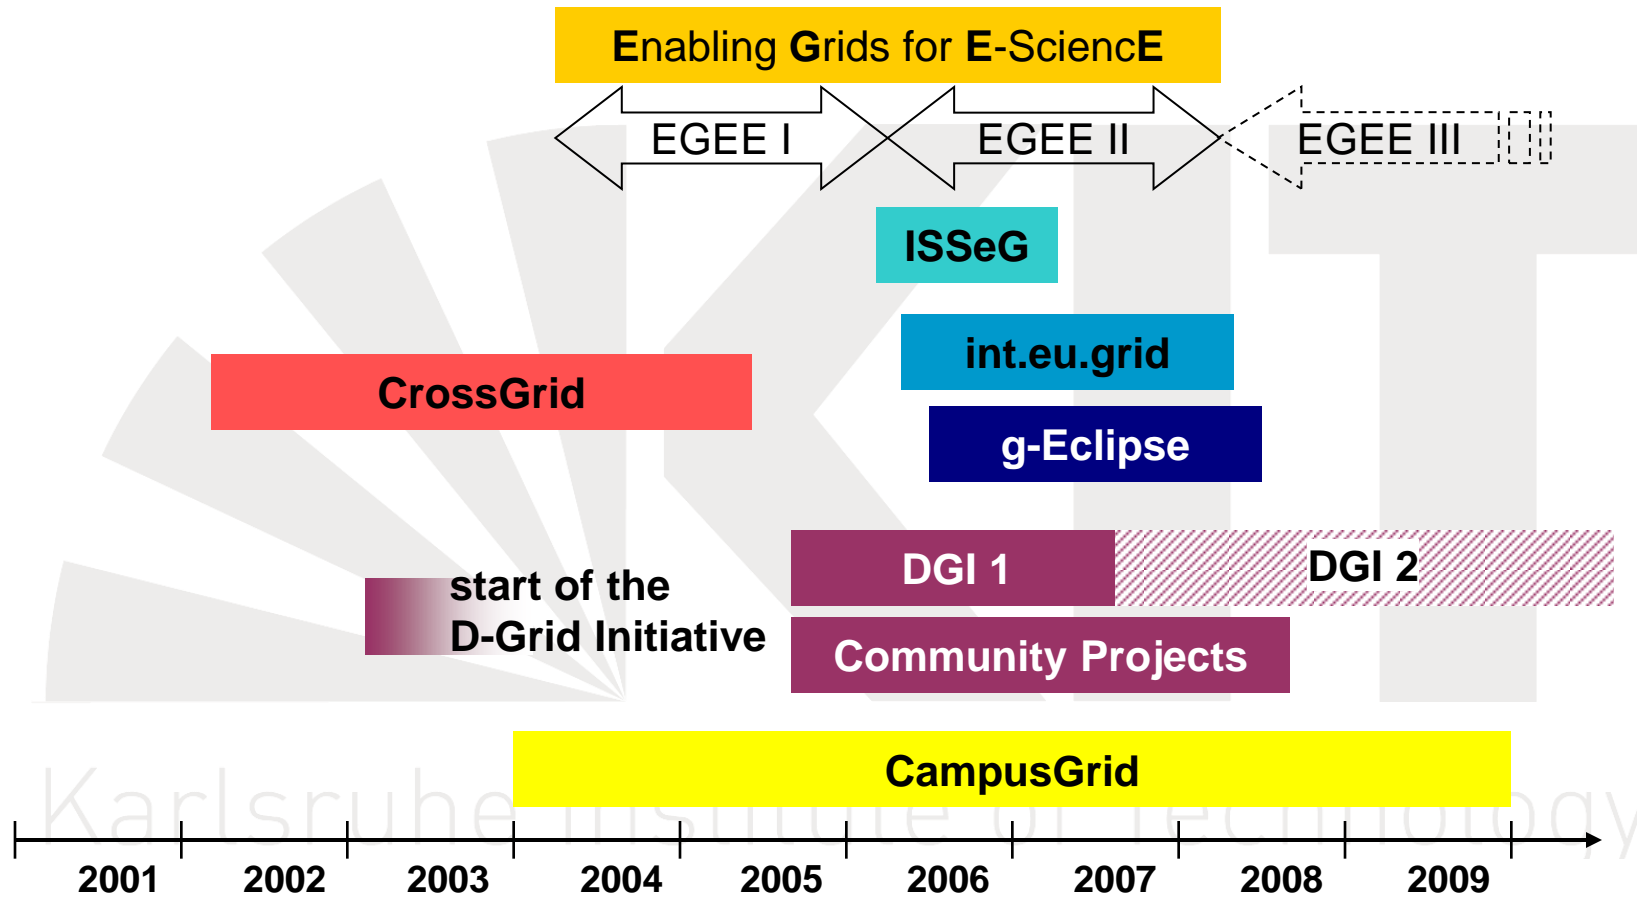 Enabling Grids for E-SciencE
EGEE I
EGEE II
EGEE III
ISSeG
int.eu.grid
CrossGrid
g-Eclipse
DGI 1
DGI 2
start of the
D-Grid Initiative
Community Projects
CampusGrid
KIT
Karlsruhe Institute of Technology
2001
2002
2003
2004
2005
2006
2007
2008
2009